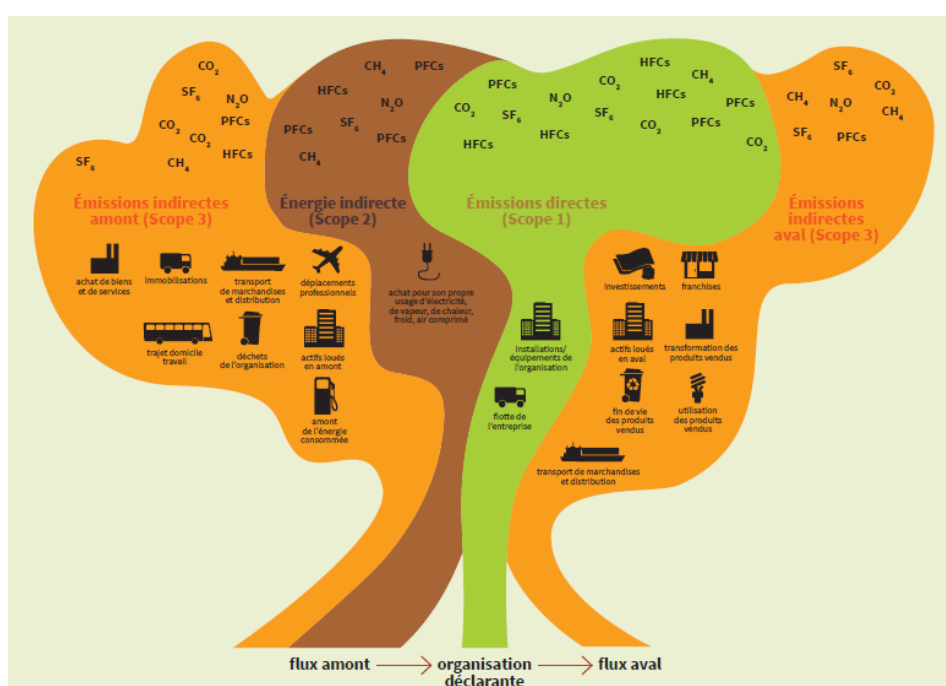 CO2
SF6
N2O
CO2
PFCs
CO2
HFCs
CH4
SF6
CH4
PFCs
HFCs
N2O
SF6
PFCs
PFCs
CH4
HFCs
CH4
PFCs
CO2
N2O
PFCs
CO2
HFCs
SF6
SF6
CO2
PFCs
HFCs
HFCs
CO2
SF6
CO2
CH4
N2O
CH4
SF6
PFCs
Émissions indirectes
amont (Scope 3)
Énergie indirecte
(Scope 2)
Émissions directes
(Scope 1)
Émissions
indirectes
aval (Scope 3)
achat de biens
et de services
immobilisations
transport
de marchandises
et distribution
déplacements
professionnels
trajet domicile
travail
déchets
de l'organisation
actifs loués
en amont
amont
de l'énergie
consommée
achat pour son propre
usage d'électricité,
de vapeur, de chaleur,
froid, air comprimé
Installations/
équipements de
l'organisation
flotte de
l'entreprise
investissements
franchises
actifs loués
en aval
transformation des
produits vendus
fin de vie
des produits
vendus
utilisation
des produits
vendus
transport de marchandises
et distribution
flux amont
organisation
déclarante
flux aval